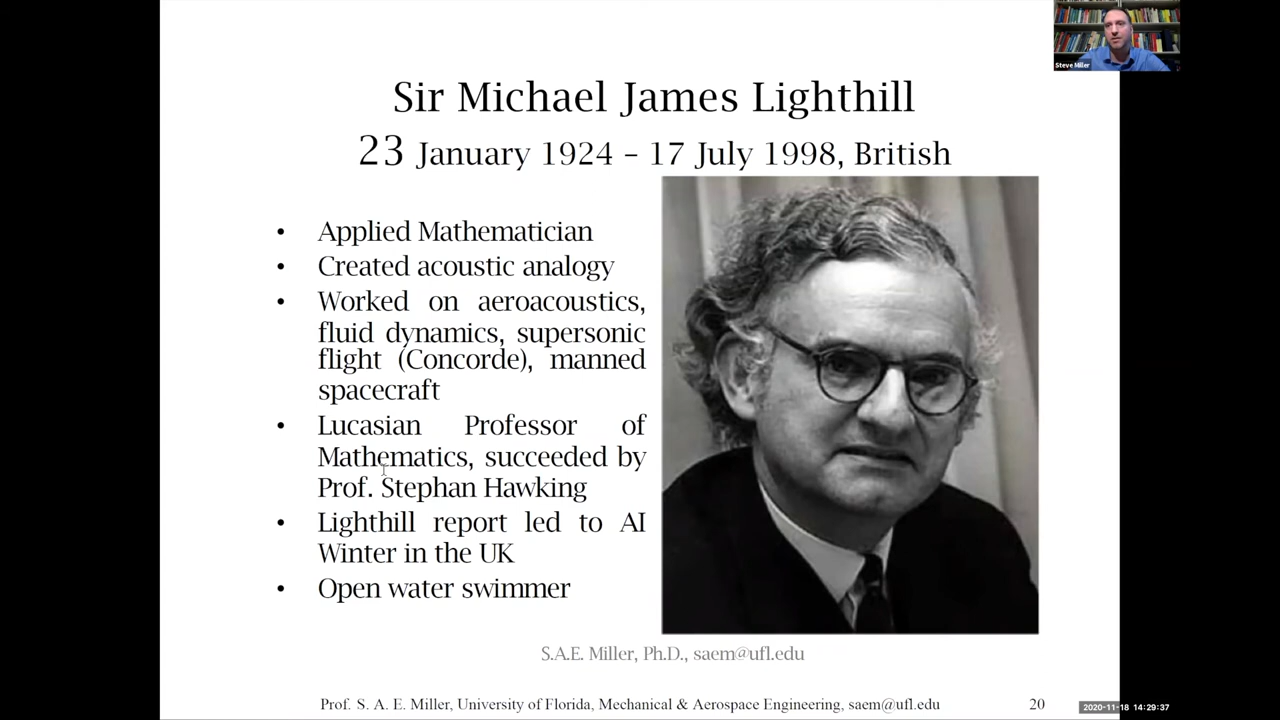 Steve Miller
Sir Michael James Lighthill
23 January 1924 – 17 July 1998, British
• Applied Mathematician
• Created acoustic analogy
• Worked on aeroacoustics,
fluid dynamics, supersonic
flight (Concorde), manned
spacecraft
• Lucasian Professor of
Mathematics, succeeded by
Prof. Stephan Hawking
• Lighthill report led to AI
Winter in the UK
• Open water swimmer
S.A.E. Miller, Ph.D., saem@ufl.edu
Prof. S. A. E. Miller, University of Florida, Mechanical & Aerospace Engineering, saem@ufl.edu 20
2020-11-18 14:29:37